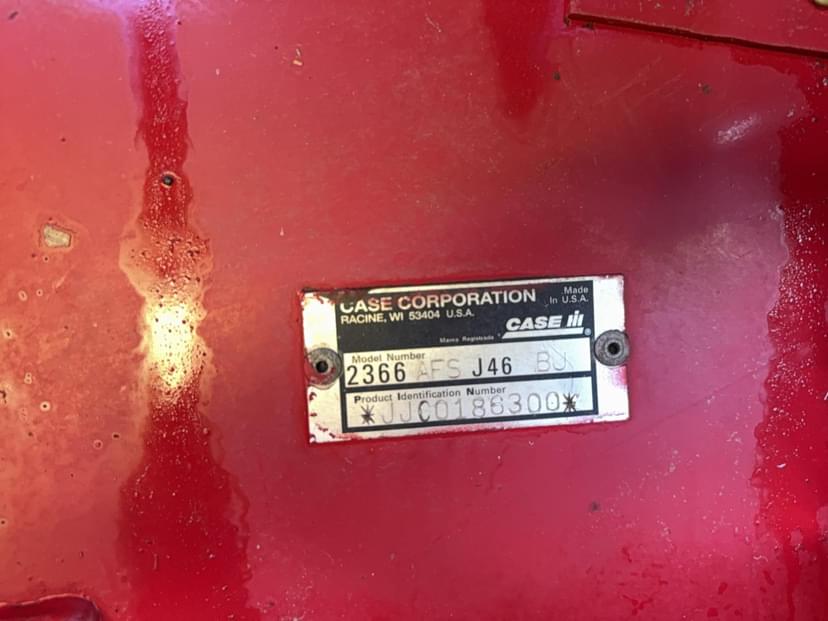 CASE CORPORATION
Made
In U.S.A.
RACINE, WI 53404 U.S.A.
CASE IH®
Marca Registrada
Model Number
2366 AFS J46 BJ
Product Identification Number
*JJC0186300*